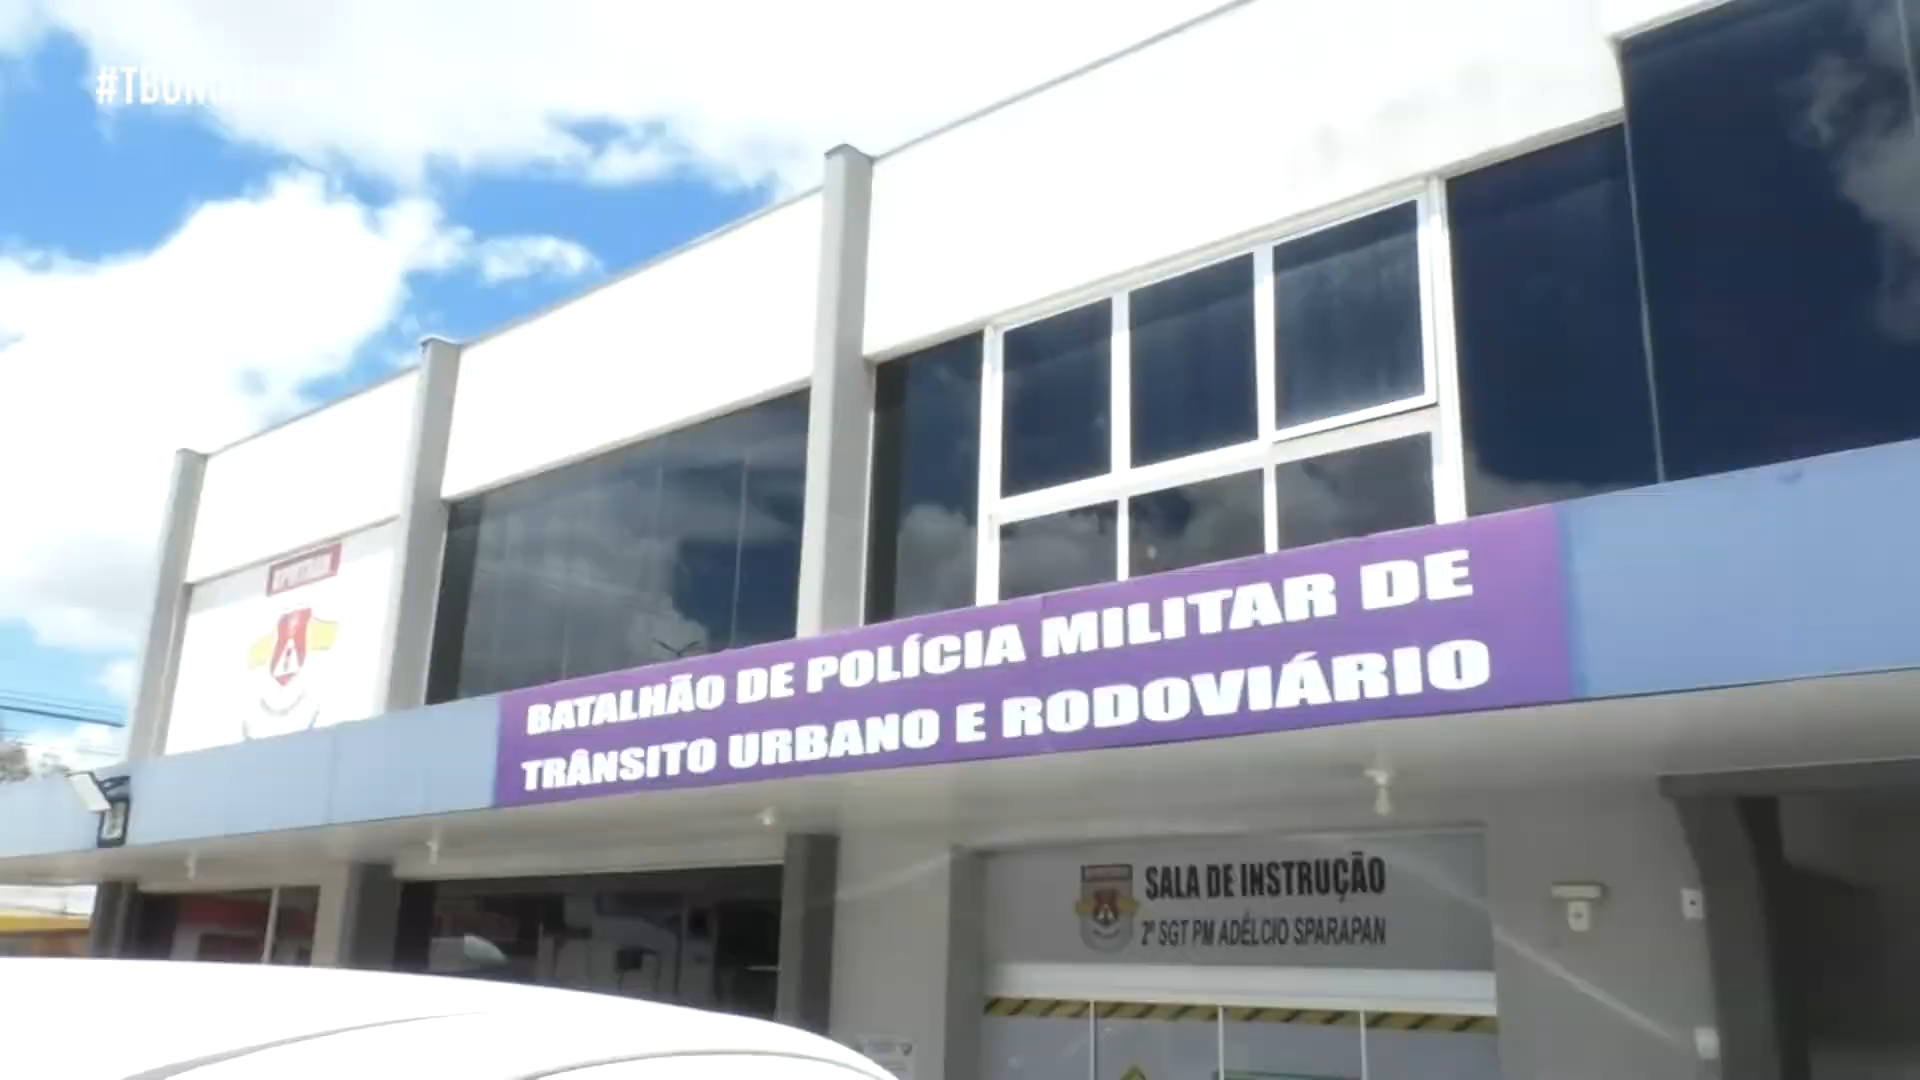 BATALHÃO DE POLÍCIA MILITAR DE
TRÂNSITO URBANO E RODOVIÁRIO
SALA DE INSTRUÇÃO
2º SGT PM ADÉLCIO SPARAPAN